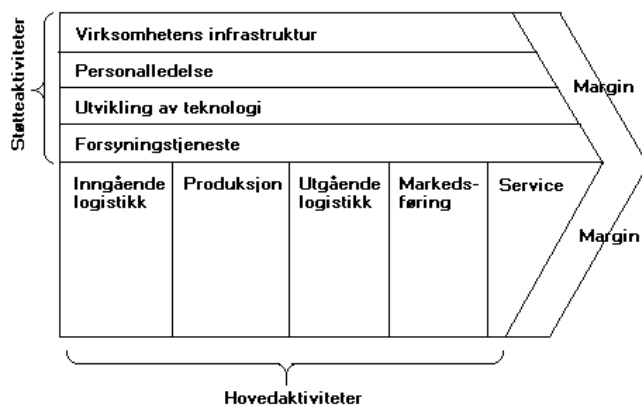 Støtteaktiviteter
Virksomhetens infrastruktur
Personalledelse
Utvikling av teknologi
Forsyningstjeneste
Margin
Inngående
logistikk
Produksjon
Utgående
logistikk
Markeds-
føring
Service
Margin
Hovedaktiviteter